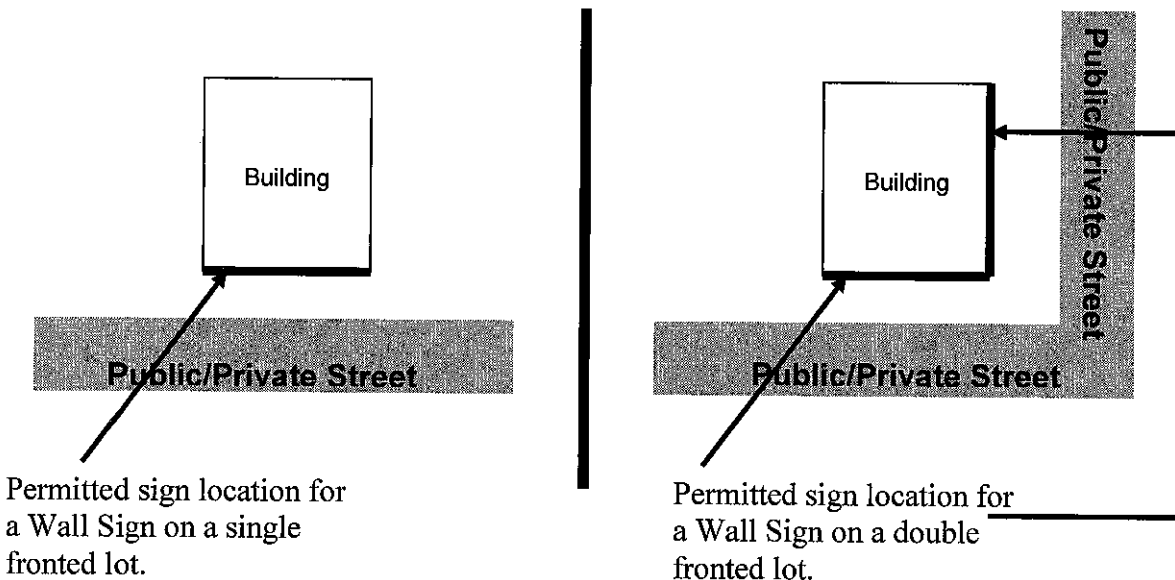 Building
Public/Private Street
Permitted sign location for
a Wall Sign on a single
fronted lot.
Building
Public/Private Street
Public/Private Street
Permitted sign location for
a Wall Sign on a double
fronted lot.